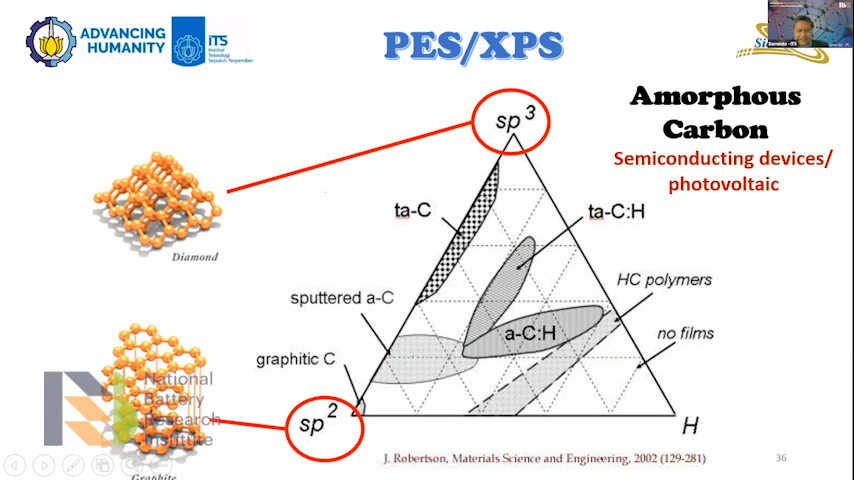 ADVANCING
HUMANITY
ITS
Institut
Teknologi
Sepuluh Nopember
PES/XPS
Amorphous
Carbon
Semiconducting devices/
photovoltaic
sp3
ta-C
ta-C:H
HC polymers
sputtered a-C
a-C:H
no films
graphitic C
sp2
H
Diamond
National
Battery
Research
Institute
Graphite
J. Robertson, Materials Science and Engineering, 2002 (129-281)
36